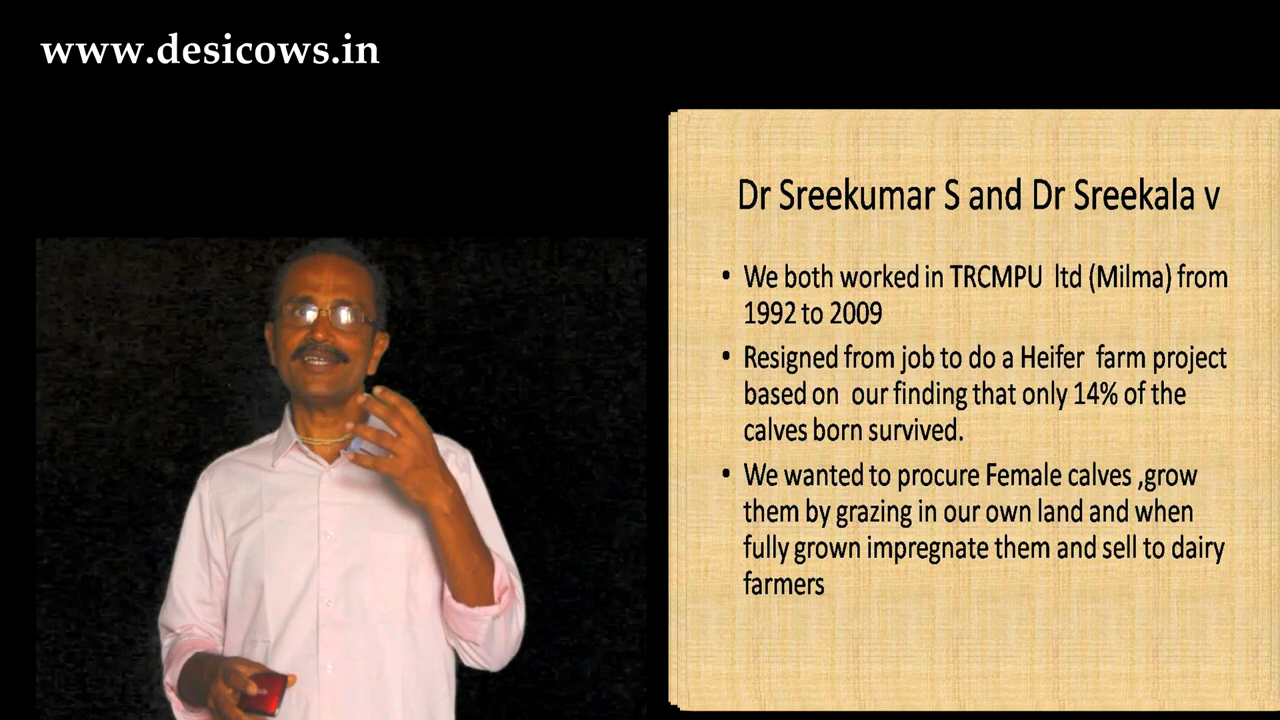 www.desicows.in
Dr Sreekumar S and Dr Sreekala v
• We both worked in TRCMPU ltd (Milma) from
1992 to 2009
• Resigned from job to do a Heifer farm project
based on our finding that only 14% of the
calves born survived.
• We wanted to procure Female calves ,grow
them by grazing in our own land and when
fully grown impregnate them and sell to dairy
farmers